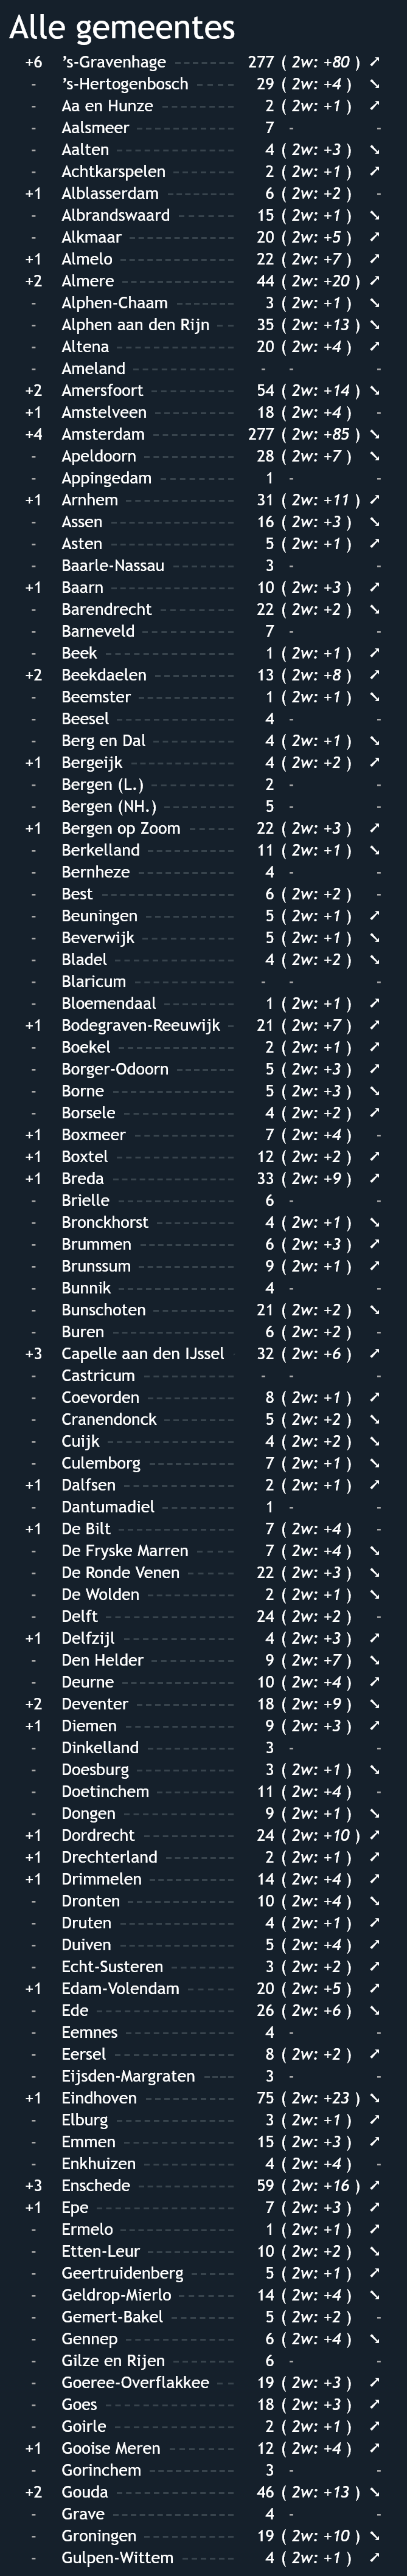 Alle gemeentes
+6 's-Gravenhage 277 ( 2w: +80 ) ↗
- 's-Hertogenbosch 29 ( 2w: +4 ) ↘
- Aa en Hunze 2 ( 2w: +1 ) ↗
- Aalsmeer 7 - -
- Aalten 4 ( 2w: +3 ) ↘
- Achtkarspelen 2 ( 2w: +1 ) ↗
+1 Alblasserdam 6 ( 2w: +2 ) -
- Albrandswaard 15 ( 2w: +1 ) ↘
- Alkmaar 20 ( 2w: +5 ) ↗
+1 Almelo 22 ( 2w: +7 ) ↗
+2 Almere 44 ( 2w: +20 ) ↗
- Alphen-Chaam 3 ( 2w: +1 ) ↘
- Alphen aan den Rijn 35 ( 2w: +13 ) ↘
- Altena 20 ( 2w: +4 ) ↗
- Ameland - - -
+2 Amersfoort 54 ( 2w: +14 ) ↘
+1 Amstelveen 18 ( 2w: +4 ) -
+4 Amsterdam 277 ( 2w: +85 ) ↘
- Apeldoorn 28 ( 2w: +7 ) ↘
- Appingedam 1 - -
+1 Arnhem 31 ( 2w: +11 ) ↗
- Assen 16 ( 2w: +3 ) ↘
- Asten 5 ( 2w: +1 ) ↗
- Baarle-Nassau 3 - -
+1 Baarn 10 ( 2w: +3 ) ↗
- Barendrecht 22 ( 2w: +2 ) ↘
- Barneveld 7 - -
- Beek 1 ( 2w: +1 ) ↗
+2 Beekdaelen 13 ( 2w: +8 ) ↗
- Beemster 1 ( 2w: +1 ) ↘
- Beesel 4 - -
- Berg en Dal 4 ( 2w: +1 ) ↘
+1 Bergeijk 4 ( 2w: +2 ) ↗
- Bergen (L.) 2 - -
- Bergen (NH.) 5 - -
+1 Bergen op Zoom 22 ( 2w: +3 ) ↗
- Berkelland 11 ( 2w: +1 ) ↘
- Bernheze 4 - -
- Best 6 ( 2w: +2 ) -
- Beuningen 5 ( 2w: +1 ) ↗
- Beverwijk 5 ( 2w: +1 ) ↘
- Bladel 4 ( 2w: +2 ) ↘
- Blaricum - - -
- Bloemendaal 1 ( 2w: +1 ) ↗
+1 Bodegraven-Reeuwijk 21 ( 2w: +7 ) ↗
- Boekel 2 ( 2w: +1 ) ↗
- Borger-Odoorn 5 ( 2w: +3 ) ↗
- Borne 5 ( 2w: +3 ) ↘
- Borsele 4 ( 2w: +2 ) ↗
+1 Boxmeer 7 ( 2w: +4 ) -
+1 Boxtel 12 ( 2w: +2 ) ↗
+1 Breda 33 ( 2w: +9 ) ↗
- Brielle 6 - -
- Bronckhorst 4 ( 2w: +1 ) ↘
- Brummen 6 ( 2w: +3 ) ↗
- Brunssum 9 ( 2w: +1 ) ↗
- Bunnik 4 - -
- Bunschoten 21 ( 2w: +2 ) ↘
- Buren 6 ( 2w: +2 ) -
+3 Capelle aan den IJssel 32 ( 2w: +6 ) ↗
- Castricum - - -
- Coevorden 8 ( 2w: +1 ) ↗
- Cranendonck 5 ( 2w: +2 ) ↘
- Cuijk 4 ( 2w: +2 ) ↘
- Culemborg 7 ( 2w: +1 ) ↘
+1 Dalfsen 2 ( 2w: +1 ) ↗
- Dantumadiel 1 - -
+1 De Bilt 7 ( 2w: +4 ) -
- De Fryske Marren 7 ( 2w: +4 ) ↘
- De Ronde Venen 22 ( 2w: +3 ) ↘
- De Wolden 2 ( 2w: +1 ) ↘
- Delft 24 ( 2w: +2 ) -
+1 Delfzijl 4 ( 2w: +3 ) ↗
- Den Helder 9 ( 2w: +7 ) ↘
- Deurne 10 ( 2w: +4 ) ↗
+2 Deventer 18 ( 2w: +9 ) ↘
+1 Diemen 9 ( 2w: +3 ) ↗
- Dinkelland 3 - -
- Doesburg 3 ( 2w: +1 ) ↘
- Doetinchem 11 ( 2w: +4 ) -
- Dongen 9 ( 2w: +1 ) ↘
+1 Dordrecht 24 ( 2w: +10 ) ↗
+1 Drechterland 2 ( 2w: +1 ) ↗
+1 Drimmelen 14 ( 2w: +4 ) ↗
- Dronten 10 ( 2w: +4 ) ↘
- Druten 4 ( 2w: +1 ) ↗
- Duiven 5 ( 2w: +4 ) ↗
- Echt-Susteren 3 ( 2w: +2 ) ↗
+1 Edam-Volendam 20 ( 2w: +5 ) ↗
- Ede 26 ( 2w: +6 ) ↘
- Eemnes 4 - -
- Eersel 8 ( 2w: +2 ) ↗
- Eijsden-Margraten 3 - -
+1 Eindhoven 75 ( 2w: +23 ) ↘
- Elburg 3 ( 2w: +1 ) ↗
- Emmen 15 ( 2w: +3 ) ↗
- Enkhuizen 4 ( 2w: +4 ) -
+3 Enschede 59 ( 2w: +16 ) ↗
+1 Epe 7 ( 2w: +3 ) ↗
- Ermelo 1 ( 2w: +1 ) ↗
- Etten-Leur 10 ( 2w: +2 ) ↘
- Geertruidenberg 5 ( 2w: +1 ) ↗
- Geldrop-Mierlo 14 ( 2w: +4 ) ↘
- Gemert-Bakel 5 ( 2w: +2 ) -
- Gennep 6 ( 2w: +4 ) ↘
- Gilze en Rijen 6 - -
- Goeree-Overflakkee 19 ( 2w: +3 ) ↗
- Goes 18 ( 2w: +3 ) ↗
- Goirle 2 ( 2w: +1 ) ↗
+1 Gooise Meren 12 ( 2w: +4 ) ↗
- Gorinchem 3 - -
+2 Gouda 46 ( 2w: +13 ) ↘
- Grave 4 - -
- Groningen 19 ( 2w: +10 ) ↘
- Gulpen-Wittem 4 ( 2w: +1 ) ↗